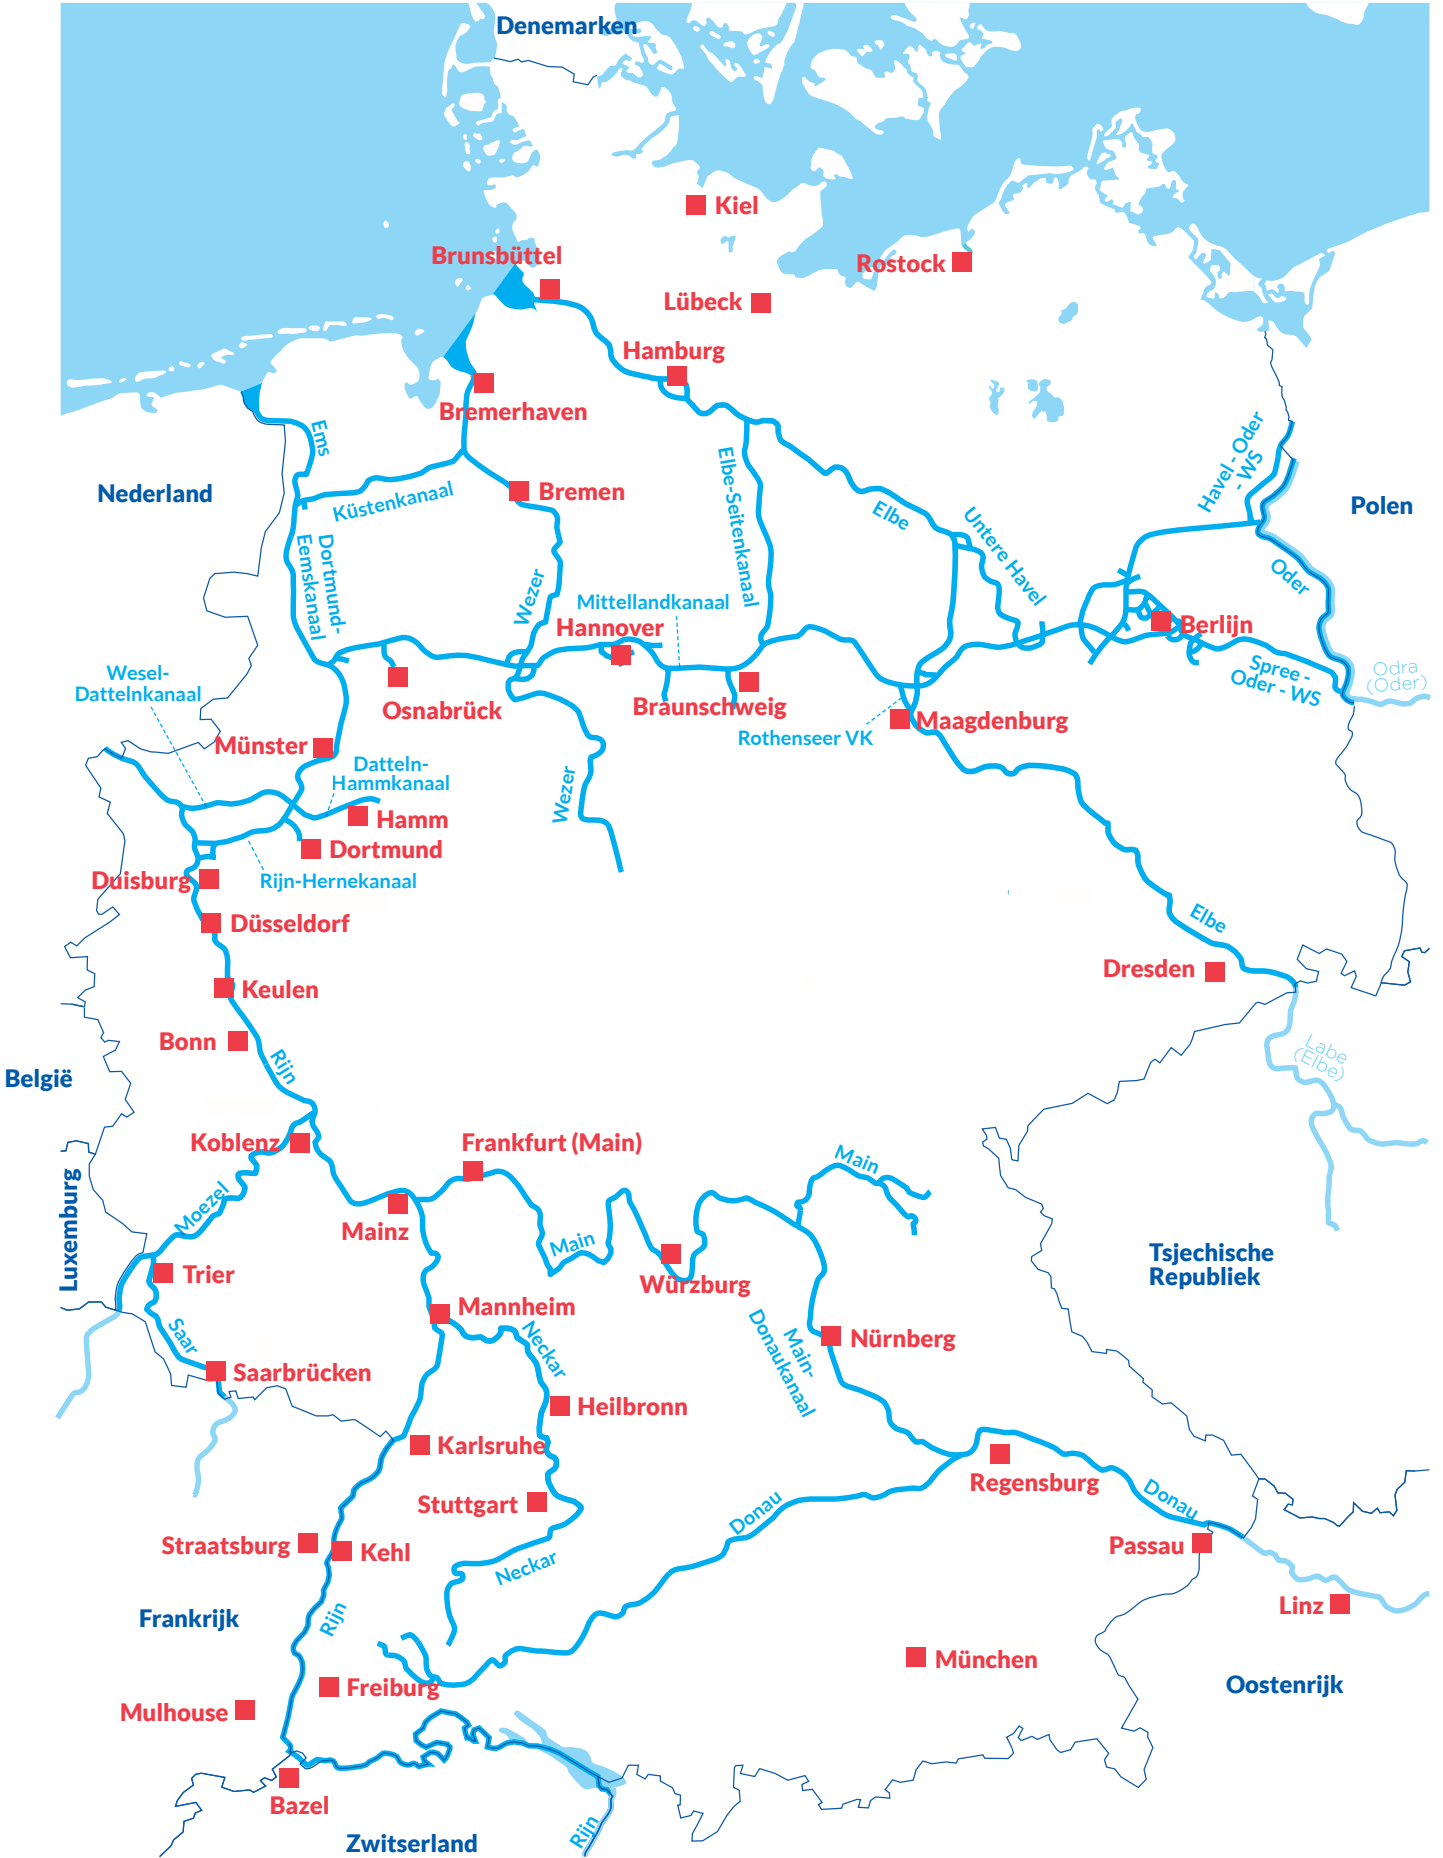 Denemarken
Kiel
Brunsbüttel
Rostock
Lübeck
Hamburg
Bremerhaven
Ems
Nederland
Küstenkanaal
Bremen
Elbe-Seitenkanaal
Elbe
Untere Havel
Havel - Oder
- WS
Polen
Dortmund-
Eemskanaal
Wezer
Mittellandkanaal
Hannover
Oder
Berlijn
Wesel-
Dattelnkanaal
Osnabrück
Braunschweig
Spree -
Oder - WS
Odra
(Oder)
Maagdenburg
Rothenseer VK
Münster
Datteln-
Hammkanaal
Wezer
Hamm
Dortmund
Duisburg
Rijn-Hernekanaal
Düsseldorf
Elbe
Dresden
Keulen
Bonn
Rijn
België
Labe
(Elbe)
Koblenz
Frankfurt (Main)
Main
Luxemburg
Moezel
Mainz
Main
Tsjechische
Republiek
Trier
Würzburg
Mannheim
Saar
Neckar
Main-
Donaukanaal
Nürnberg
Saarbrücken
Heilbronn
Karlsruhe
Regensburg
Stuttgart
Donau
Donau
Straatsburg
Kehl
Passau
Neckar
Frankrijk
Rijn
Linz
München
Freiburg
Oostenrijk
Mulhouse
Bazel
Zwitserland
Rijn